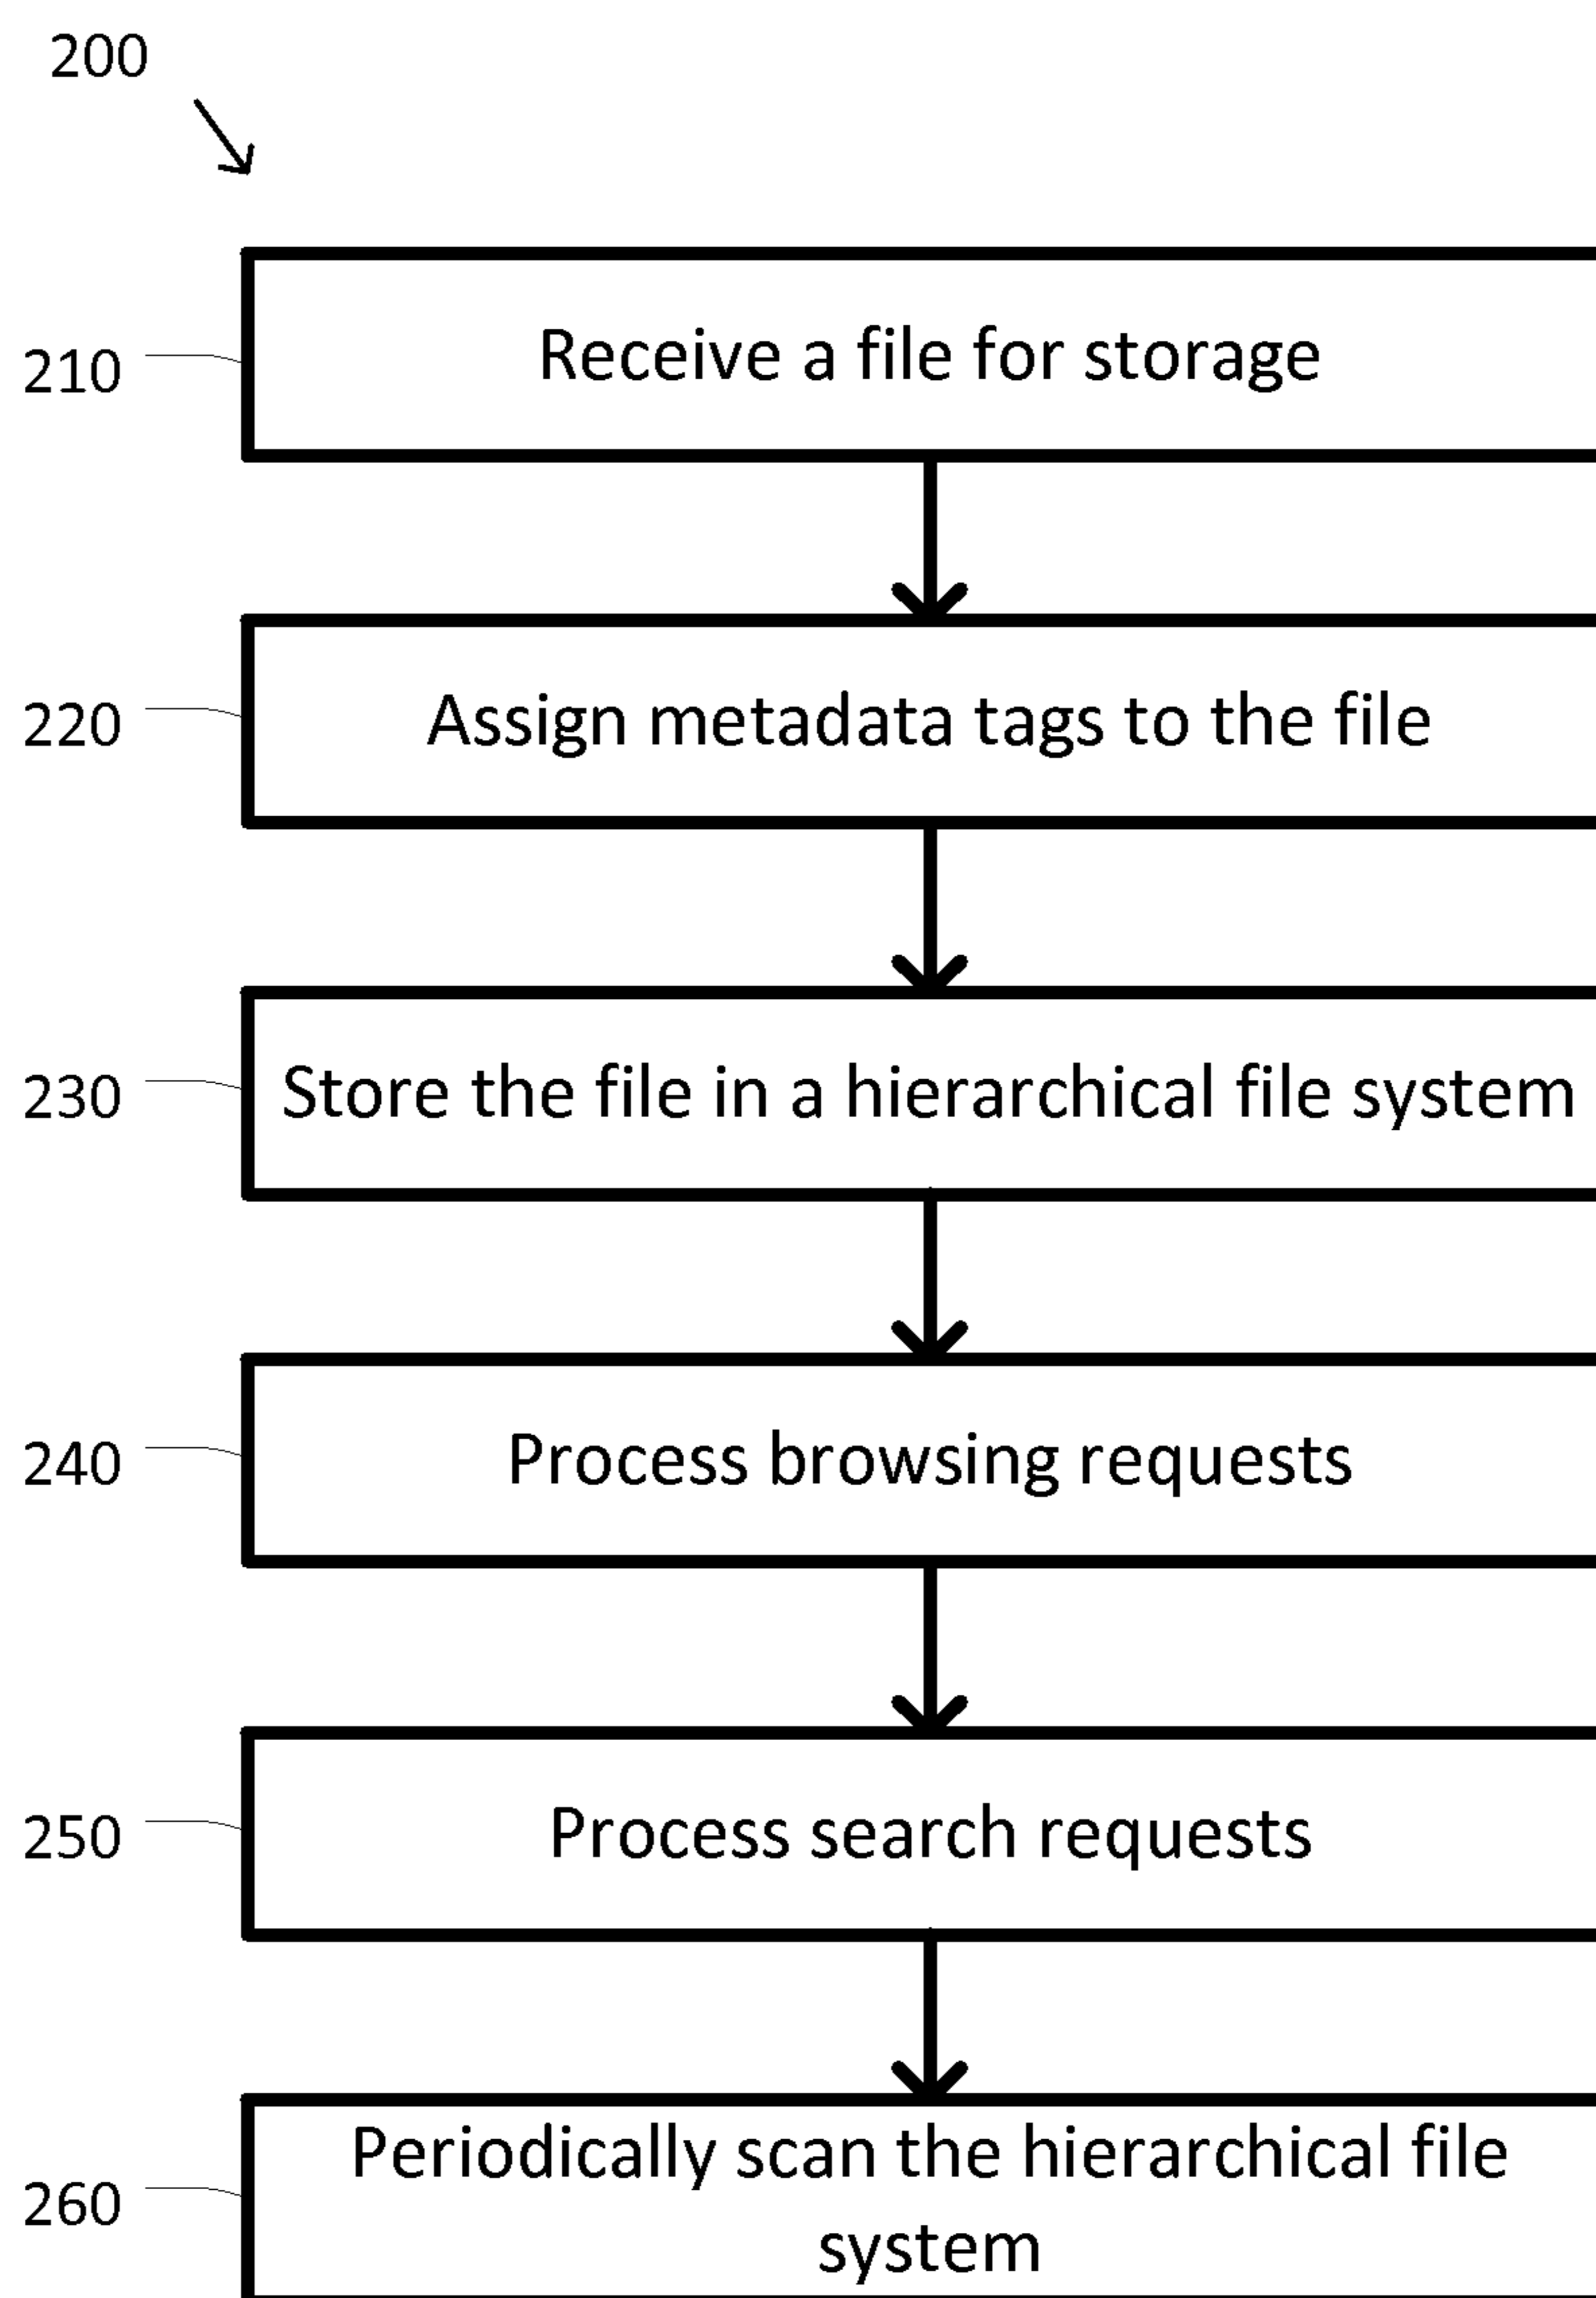 200
210
Receive a file for storage
220
Assign metadata tags to the file
230
Store the file in a hierarchical file system
240
Process browsing requests
250
Process search requests
260
Periodically scan the hierarchical file
system